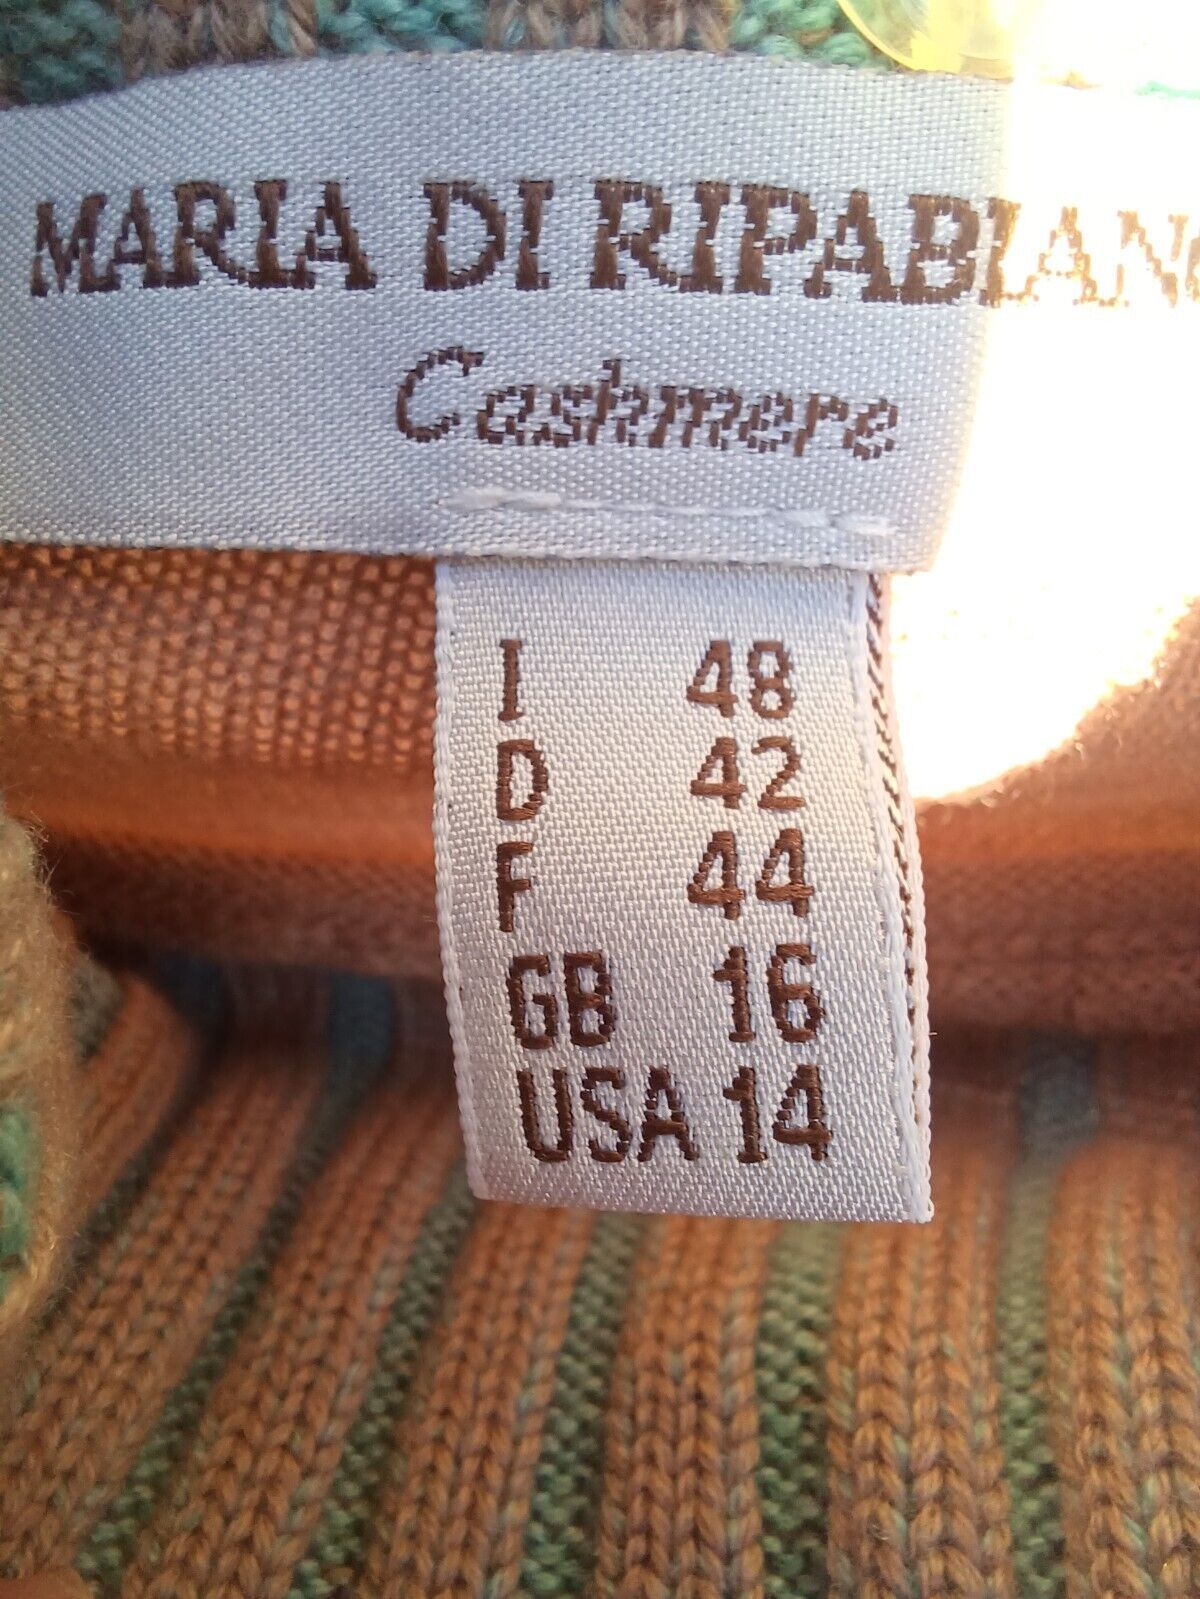 MARIA DI RIPABIAN
Cashmere
I 48
D 42
F 44
GB 16
USA 14